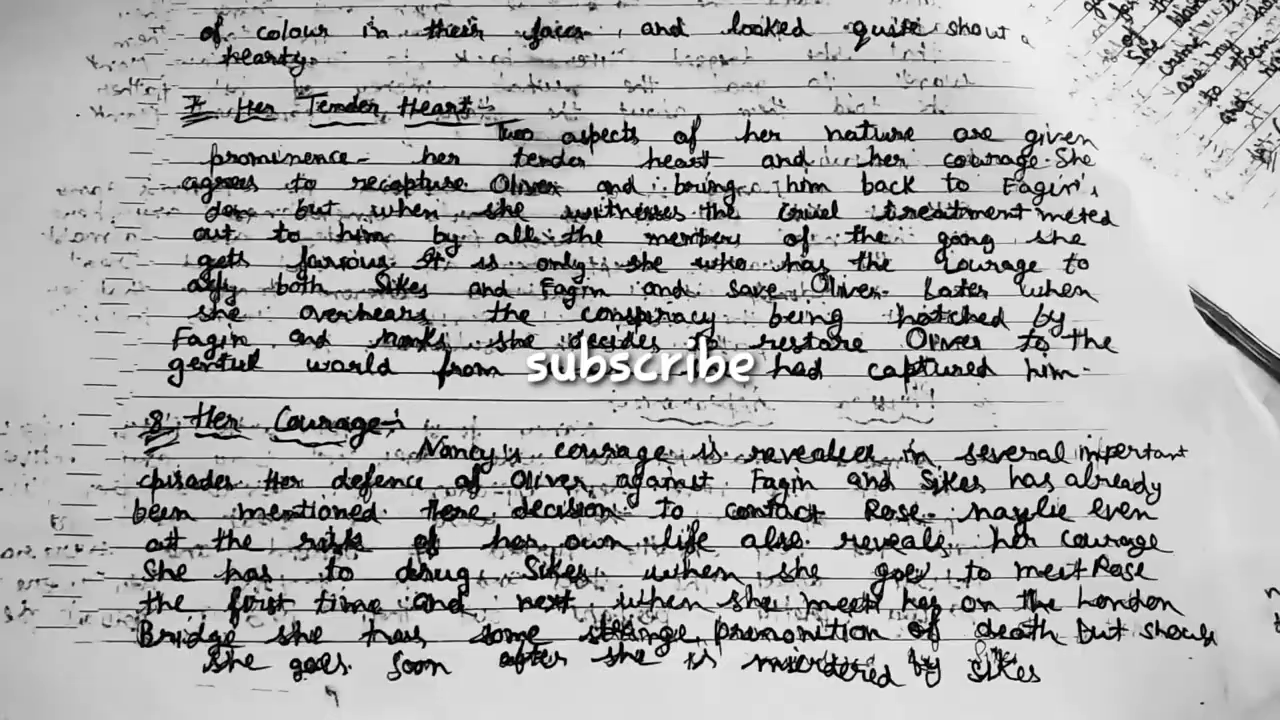 of colour in their faces, and looked quite shout a
hearty.
7. Her Tender Heart:-
Two aspects of her nature are given
prominence- her tender heart and her courage. She
agrees to recapture Oliver and bring him back to Fagin's
den but when she witnesses the cruel treatment meted
out to him by all the members of the gang she
gets farious. It is only she who has the courage to
defy both Sikes and Fagin and save Oliver. Later when
she overhears the conspiracy being hatched by
Fagin and monks she decides to restare Oliver to the
gentul world from had captured him.
subscribe
8. Her Courage:-
Nancy's courage is revealed in several important
episodes. Her defence of Oliver against Fagin and Sikes has already
been mentioned. Here decision to contact Rose. maylie even
at the risk of her own life also reveals her courage
She has to drug Sikes when she goes to meet Rose
the first time and next when she meets her on the London
Bridge she has some strange premonition of death but
she goes. Soon after she is murdered by Sikes